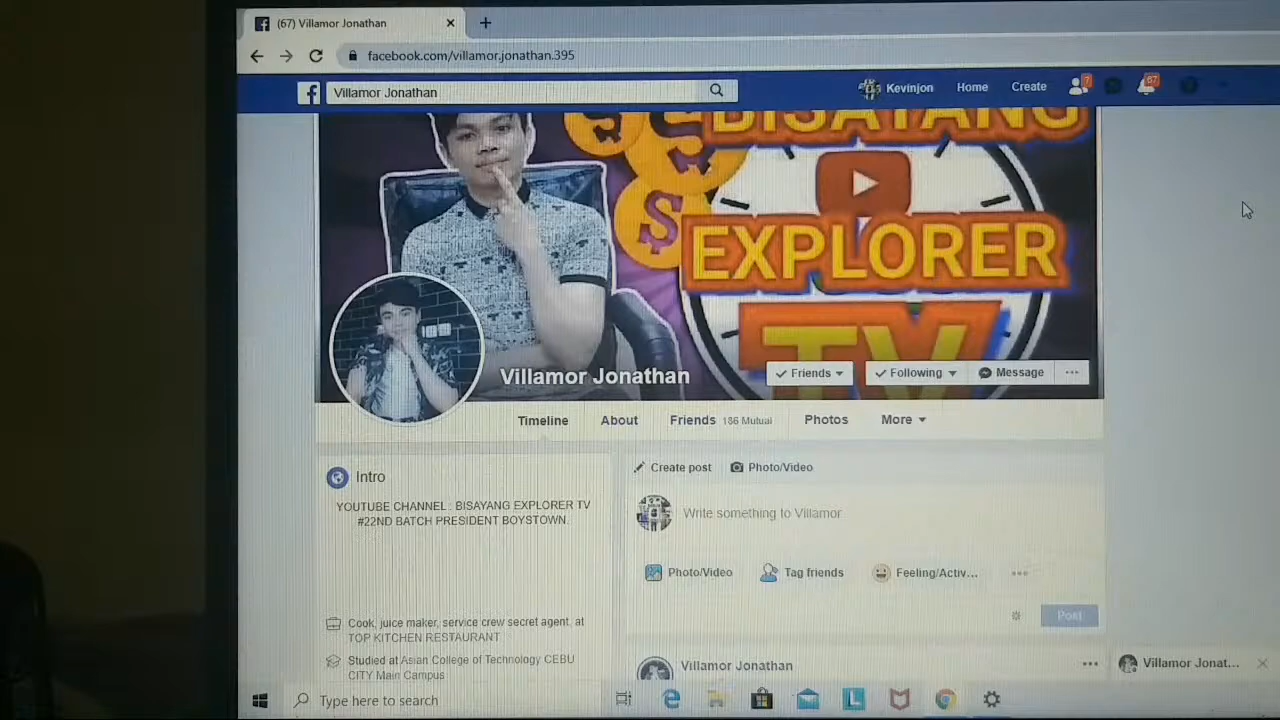 (67) Villamor Jonathan
facebook.com/villamor.jonathan.395
Villamor Jonathan
Kevinjon
Home
Create
7
67
BISAYANG
EXPLORER
TV
Villamor Jonathan
Friends
Following
Message
Timeline
About
Friends 186 Mutual
Photos
More
Intro
YOUTUBE CHANNEL : BISAYANG EXPLORER TV
#22ND BATCH PRESIDENT BOYSTOWN.
Cook, juice maker, service crew secret agent, at
TOP KITCHEN RESTAURANT
Studied at Asian College of Technology CEBU
CITY Main Campus
Create post
Photo/Video
Write something to Villamor
Photo/Video
Tag friends
Feeling/Activ...
Post
Villamor Jonathan
Villamor Jonat...
Type here to search